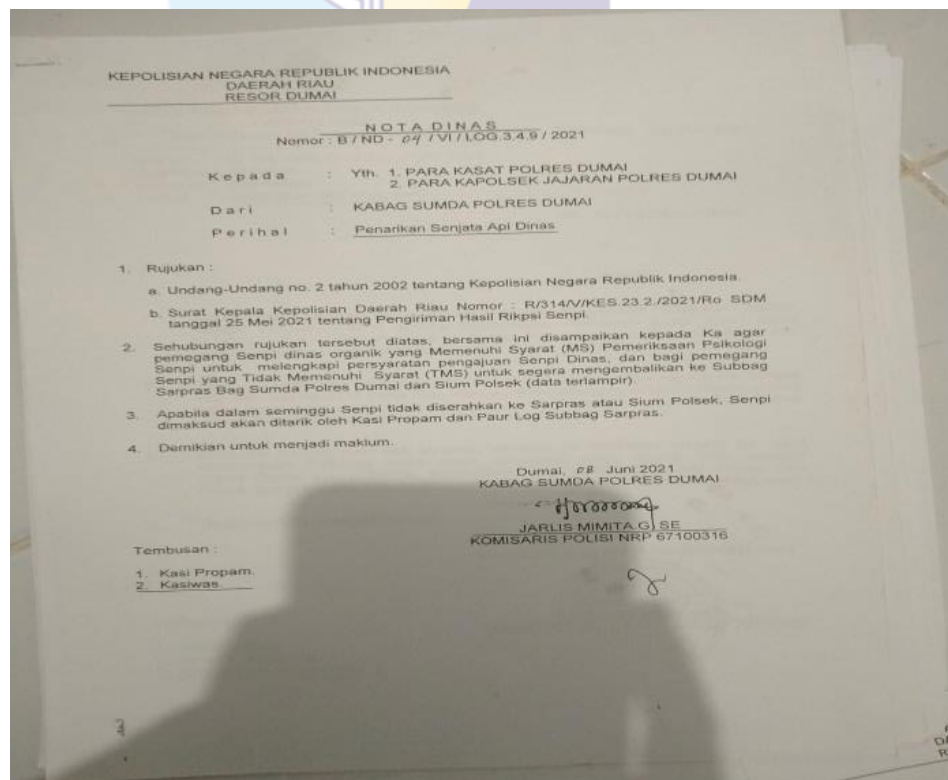 KEPOLISIAN NEGARA REPUBLIK INDONESIA
DAERAH RIAU
RESOR DUMAI
NOTA DINAS
Nomor : B / ND - 04 / VI / LOG.3.4.9 / 2021
Kepada : Yth. 1. PARA KASAT POLRES DUMAI
2. PARA KAPOLSEK JAJARAN POLRES DUMAI
Dari : KABAG SUMDA POLRES DUMAI
Perihal : Penarikan Senjata Api Dinas
1. Rujukan :
a. Undang-Undang no. 2 tahun 2002 tentang Kepolisian Negara Republik Indonesia.
b. Surat Kepala Kepolisian Daerah Riau Nomor : R/314/V/KES.23.2./2021/Ro SDM
tanggal 25 Mei 2021 tentang Pengiriman Hasil Rikpsi Senpi.
2. Sehubungan rujukan tersebut diatas, bersama ini disampaikan kepada Ka agar
pemegang Senpi dinas organik yang Memenuhi Syarat (MS) Pemeriksaan Psikologi
Senpi untuk melengkapi persyaratan pengajuan Senpi Dinas, dan bagi pemegang
Senpi yang Tidak Memenuhi Syarat (TMS) untuk segera mengembalikan ke Subbag
Sarpras Bag Sumda Polres Dumai dan Sium Polsek (data terlampir).
3. Apabila dalam seminggu Senpi tidak diserahkan ke Sarpras atau Sium Polsek, Senpi
dimaksud akan ditarik oleh Kasi Propam dan Paur Log Subbag Sarpras.
4. Demikian untuk menjadi maklum.
Dumai, 08 Juni 2021
KABAG SUMDA POLRES DUMAI
JARLIS MIMITA.G, SE
KOMISARIS POLISI NRP 67100316
Tembusan :
1. Kasi Propam.
2. Kasiwas.